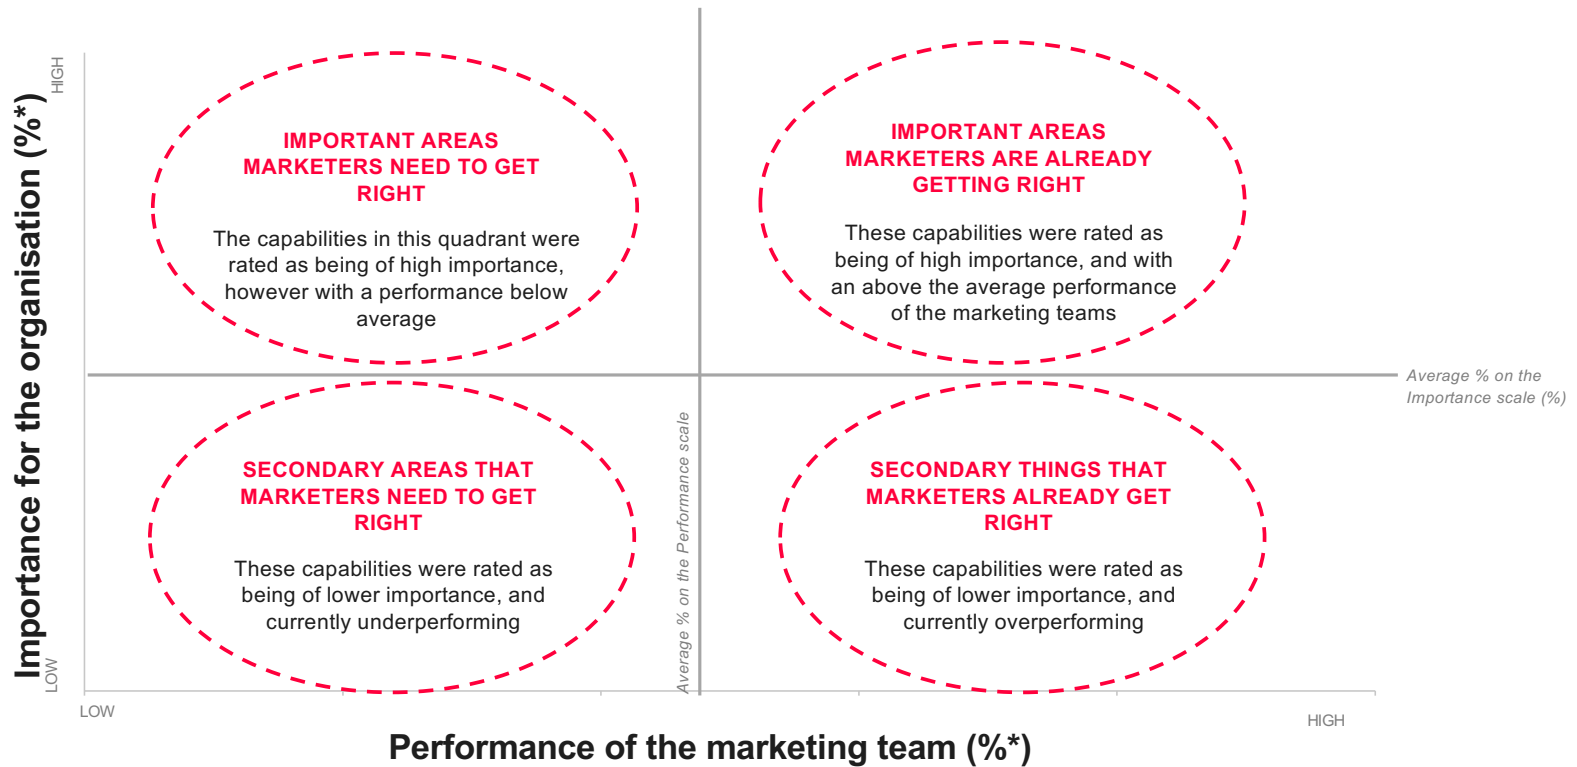 Importance for the organisation (%*)
HIGH
IMPORTANT AREAS
MARKETERS NEED TO GET
RIGHT
The capabilities in this quadrant were
rated as being of high importance,
however with a performance below
average
IMPORTANT AREAS
MARKETERS ARE ALREADY
GETTING RIGHT
These capabilities were rated as
being of high importance, and with
an above the average performance
of the marketing teams
Average % on the
Importance scale (%)
SECONDARY AREAS THAT
MARKETERS NEED TO GET
RIGHT
These capabilities were rated as
being of lower importance, and
currently underperforming
Average % on the Performance scale
SECONDARY THINGS THAT
MARKETERS ALREADY GET
RIGHT
These capabilities were rated as
being of lower importance, and
currently overperforming
LOW
LOW
HIGH
Performance of the marketing team (%*)